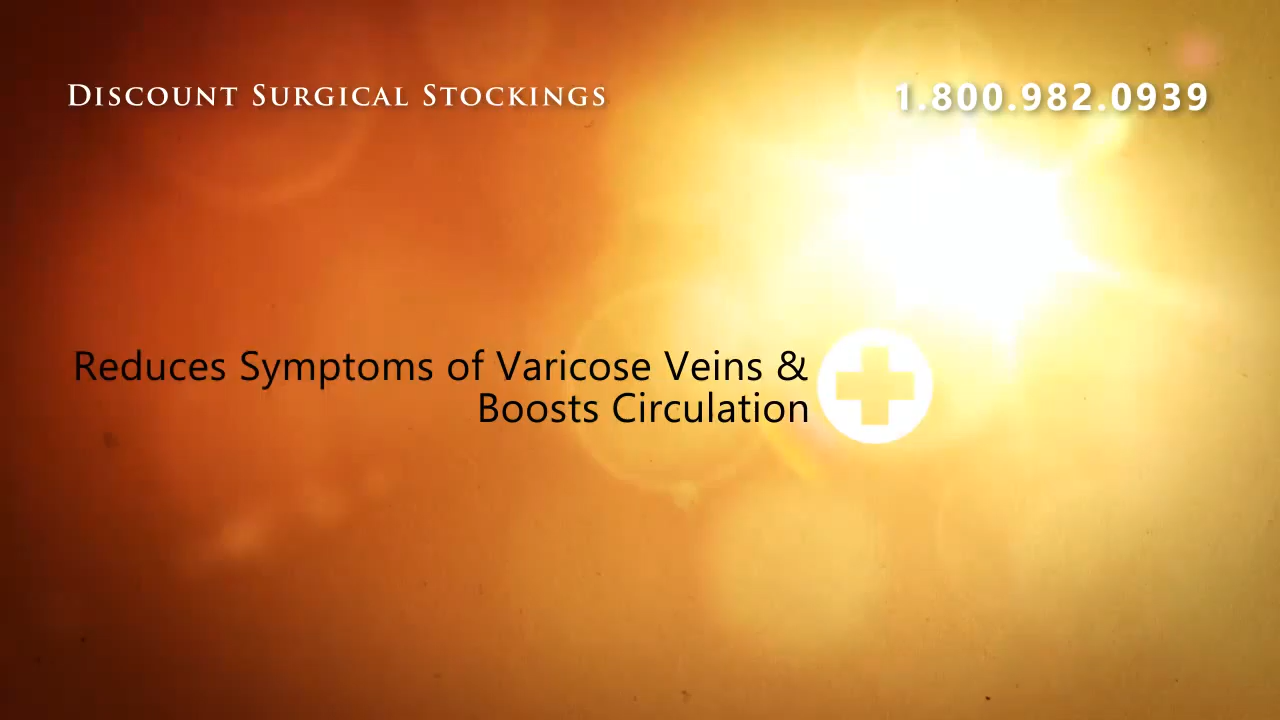 Discount Surgical Stockings
1.800.982.0939
Reduces Symptoms of Varicose Veins &
Boosts Circulation